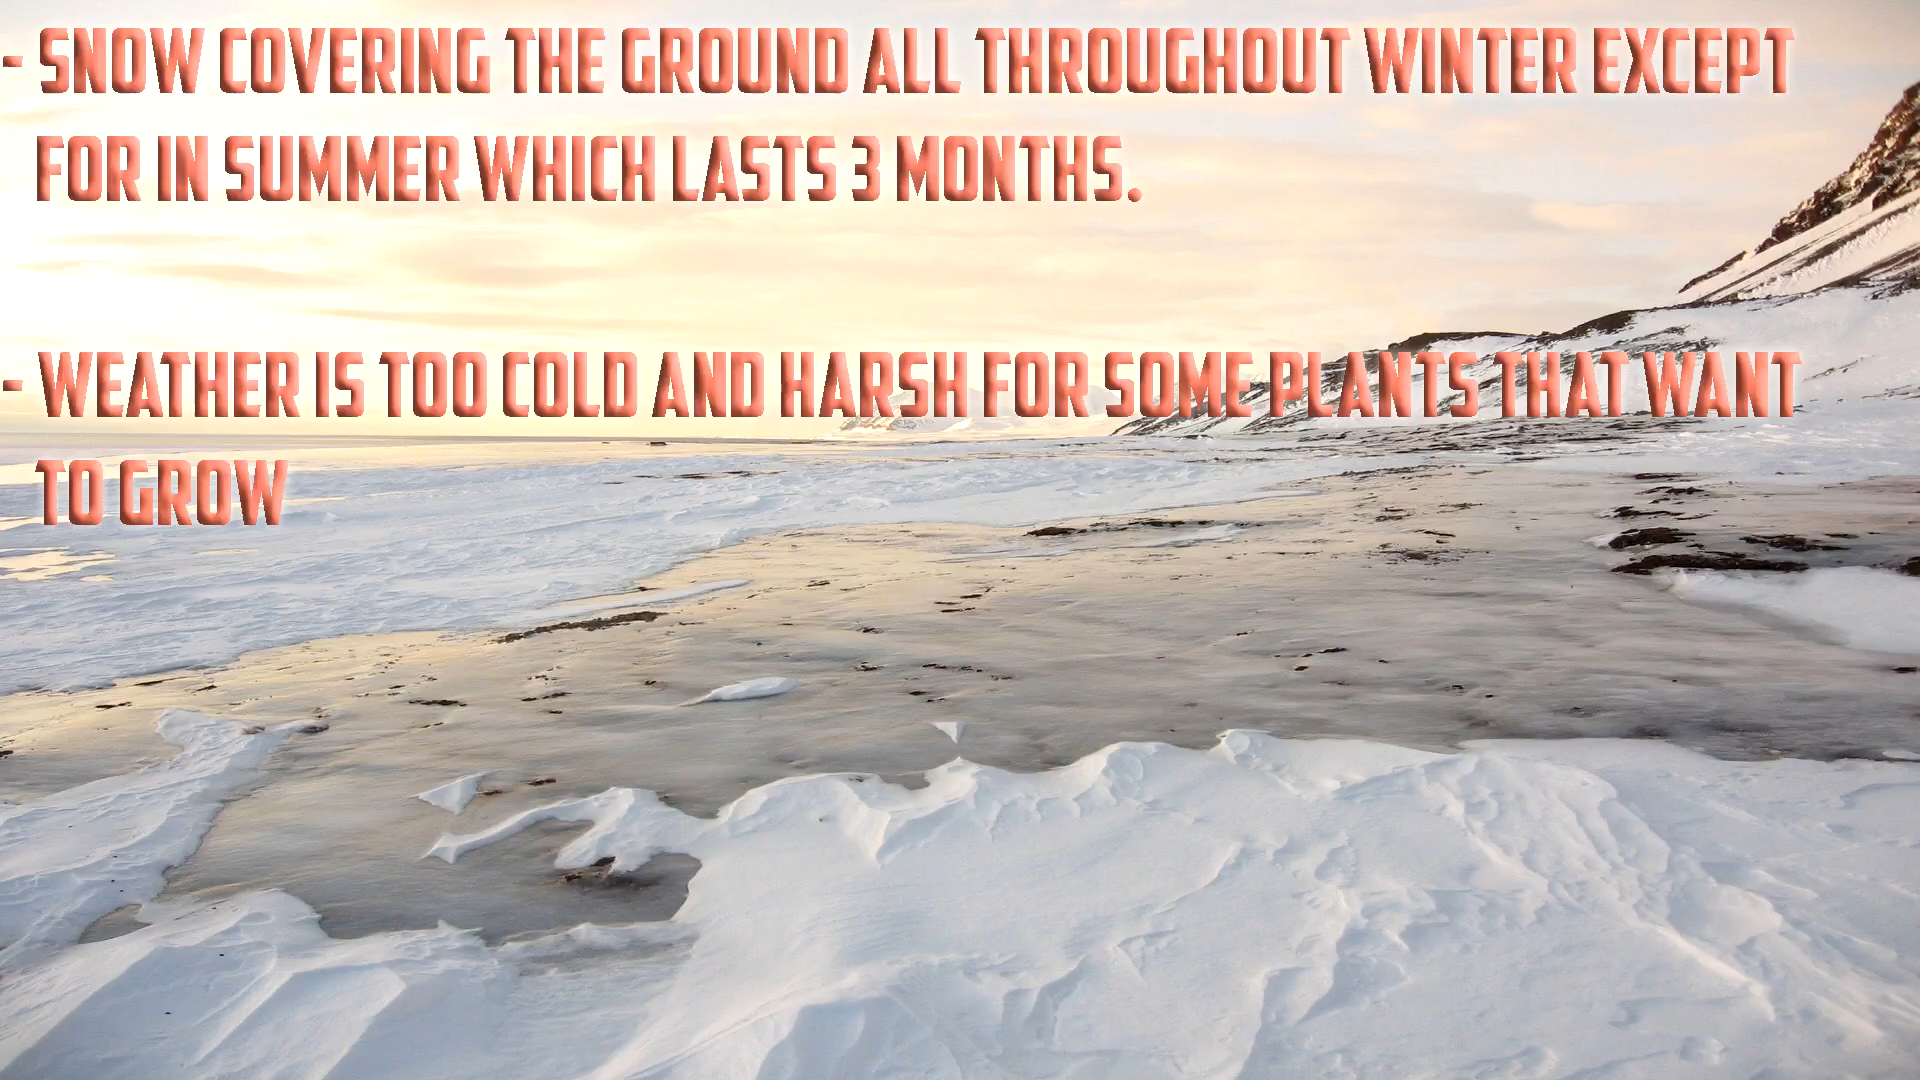 - SNOW COVERING THE GROUND ALL THROUGHOUT WINTER EXCEPT
FOR IN SUMMER WHICH LASTS 3 MONTHS.
- WEATHER IS TOO COLD AND HARSH FOR SOME PLANTS THAT WANT
TO GROW